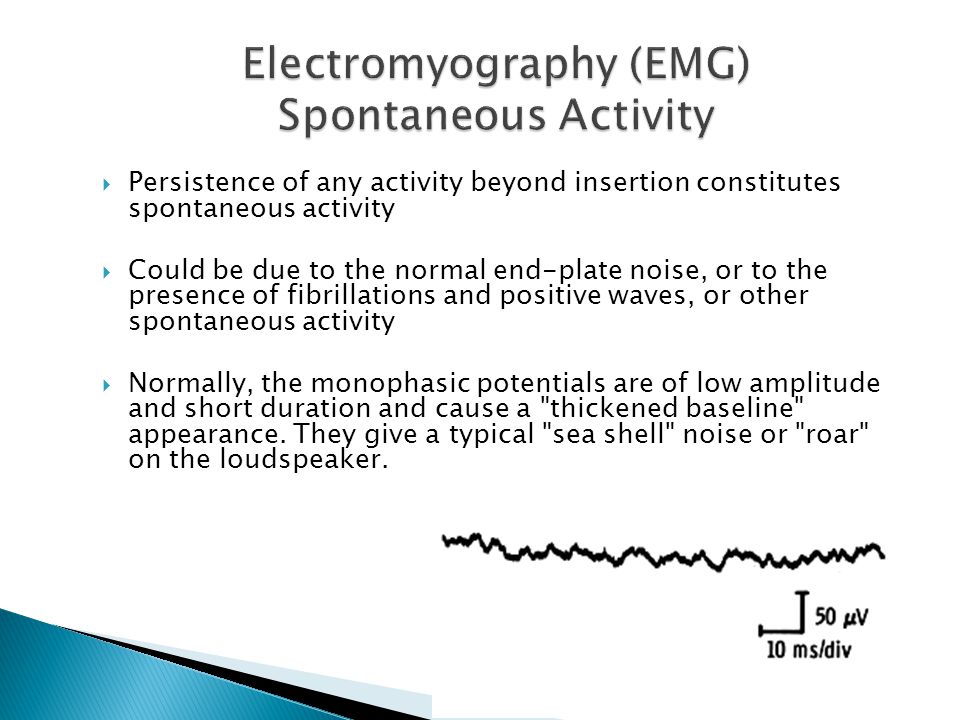 Electromyography (EMG)
Spontaneous Activity
Persistence of any activity beyond insertion constitutes
spontaneous activity
Could be due to the normal end-plate noise, or to the
presence of fibrillations and positive waves, or other
spontaneous activity
Normally, the monophasic potentials are of low amplitude
and short duration and cause a "thickened baseline"
appearance. They give a typical "sea shell" noise or "roar"
on the loudspeaker.
50 μV
10 ms/div